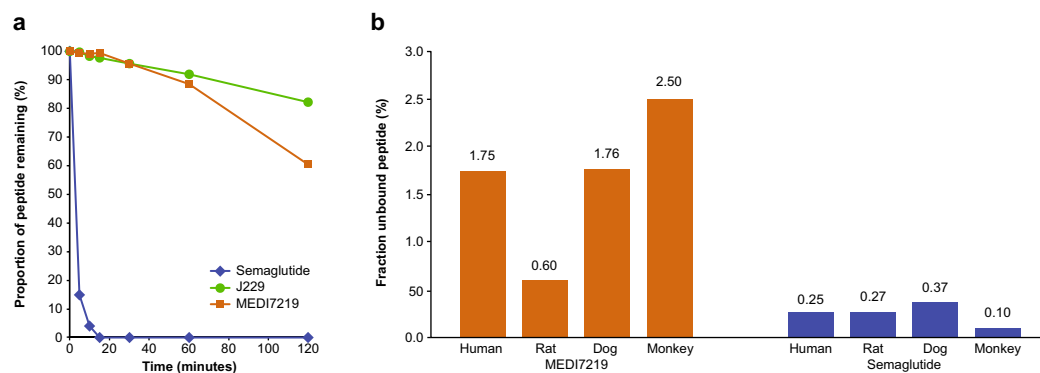 a
Proportion of peptide remaining (%)
100
90
80
70
60
50
40
30
20
10
0
0 20 40 60 80 100 120
Time (minutes)
Semaglutide
J229
MEDI7219
b
Fraction unbound peptide (%)
3.0
2.5
2.0
1.5
1.0
50
0.0
1.75
0.60
1.76
2.50
0.25
0.27
0.37
0.10
Human Rat Dog Monkey Human Rat Dog Monkey
MEDI7219 Semaglutide